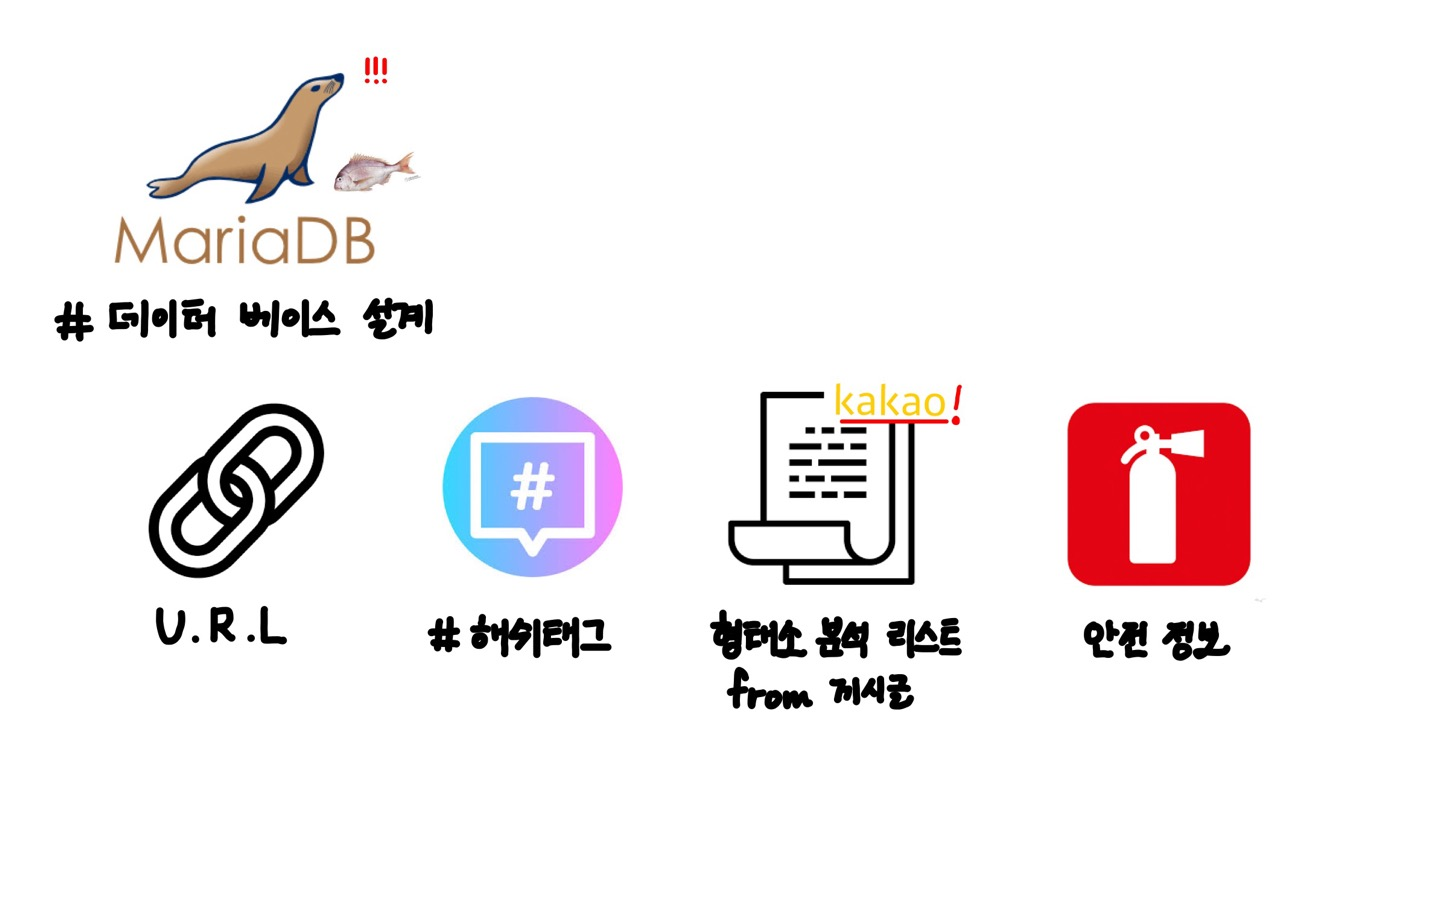 !!!
MariaDB
# 데이터 베이스 설계
kakao!
#
U.R.L
# 해쉬태그
형태소 분석 리스트
from 게시글
안전 정보